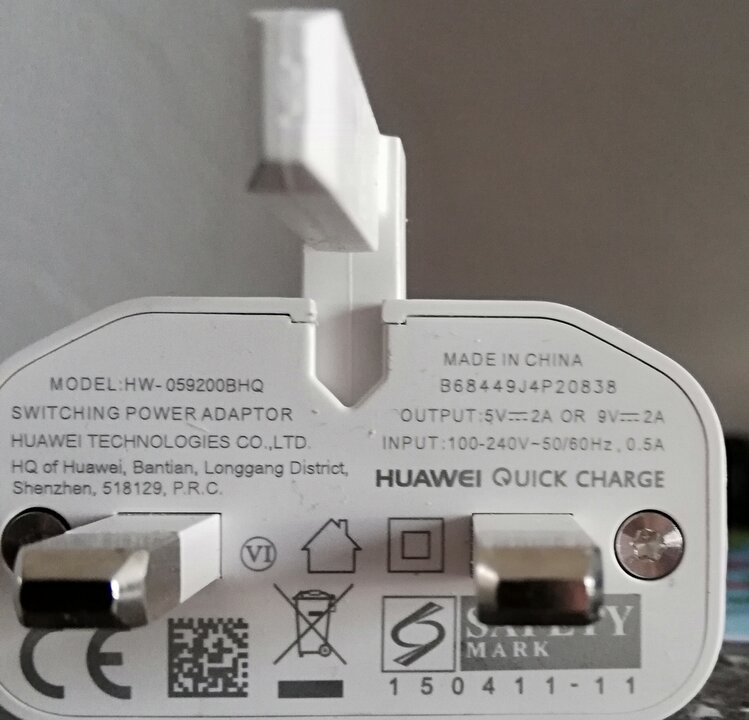 MODEL:HW-059200BHQ
SWITCHING POWER ADAPTOR
HUAWEI TECHNOLOGIES CO.,LTD.
HQ of Huawei, Bantian, Longgang District,
Shenzhen, 518129, P.R.C.
MADE IN CHINA
B68449J4P20838
OUTPUT:5V⎓2A OR 9V⎓2A
INPUT:100-240V~50/60Hz, 0.5A
HUAWEI QUICK CHARGE
VI
CE
SAFETY
MARK
150411-11